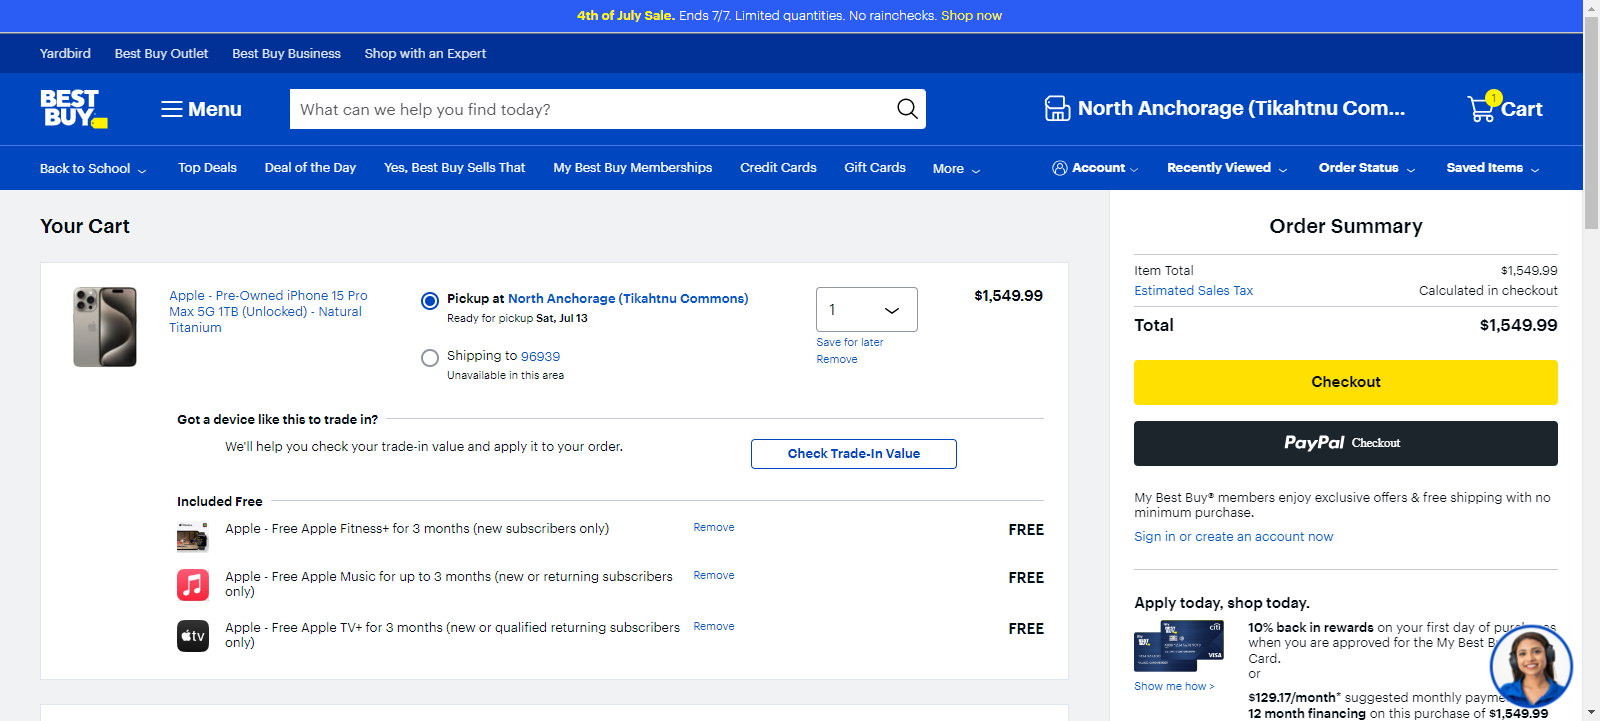 4th of July Sale. Ends 7/7. Limited quantities. No rainchecks. Shop now
Yardbird Best Buy Outlet Best Buy Business Shop with an Expert
BEST BUY
Menu
What can we help you find today?
North Anchorage (Tikahtnu Com...
1
Cart
Back to School Top Deals Deal of the Day Yes, Best Buy Sells That My Best Buy Memberships Credit Cards Gift Cards More Account Recently Viewed Order Status Saved Items
Your Cart
Apple - Pre-Owned iPhone 15 Pro
Max 5G 1TB (Unlocked) - Natural
Titanium
Pickup at North Anchorage (Tikahtnu Commons)
Ready for pickup Sat, Jul 13
Shipping to 96939
Unavailable in this area
1
Save for later
Remove
$1,549.99
Got a device like this to trade in?
We'll help you check your trade-in value and apply it to your order.
Check Trade-In Value
Included Free
Apple - Free Apple Fitness+ for 3 months (new subscribers only) Remove FREE
Apple - Free Apple Music for up to 3 months (new or returning subscribers
only)
Remove FREE
tv
Apple - Free Apple TV+ for 3 months (new or qualified returning subscribers
only)
Remove FREE
Order Summary
Item Total $1,549.99
Estimated Sales Tax Calculated in checkout
Total $1,549.99
Checkout
PayPal Checkout
My Best Buy® members enjoy exclusive offers & free shipping with no
minimum purchase.
Sign in or create an account now
Apply today, shop today.
BEST BUY
citi
VISA
Show me how >
10% back in rewards on your first day of
when you are approved for the My Best
Card.
or
$129.17/month* suggested monthly
12 month financing on this purchase of $1,549.99